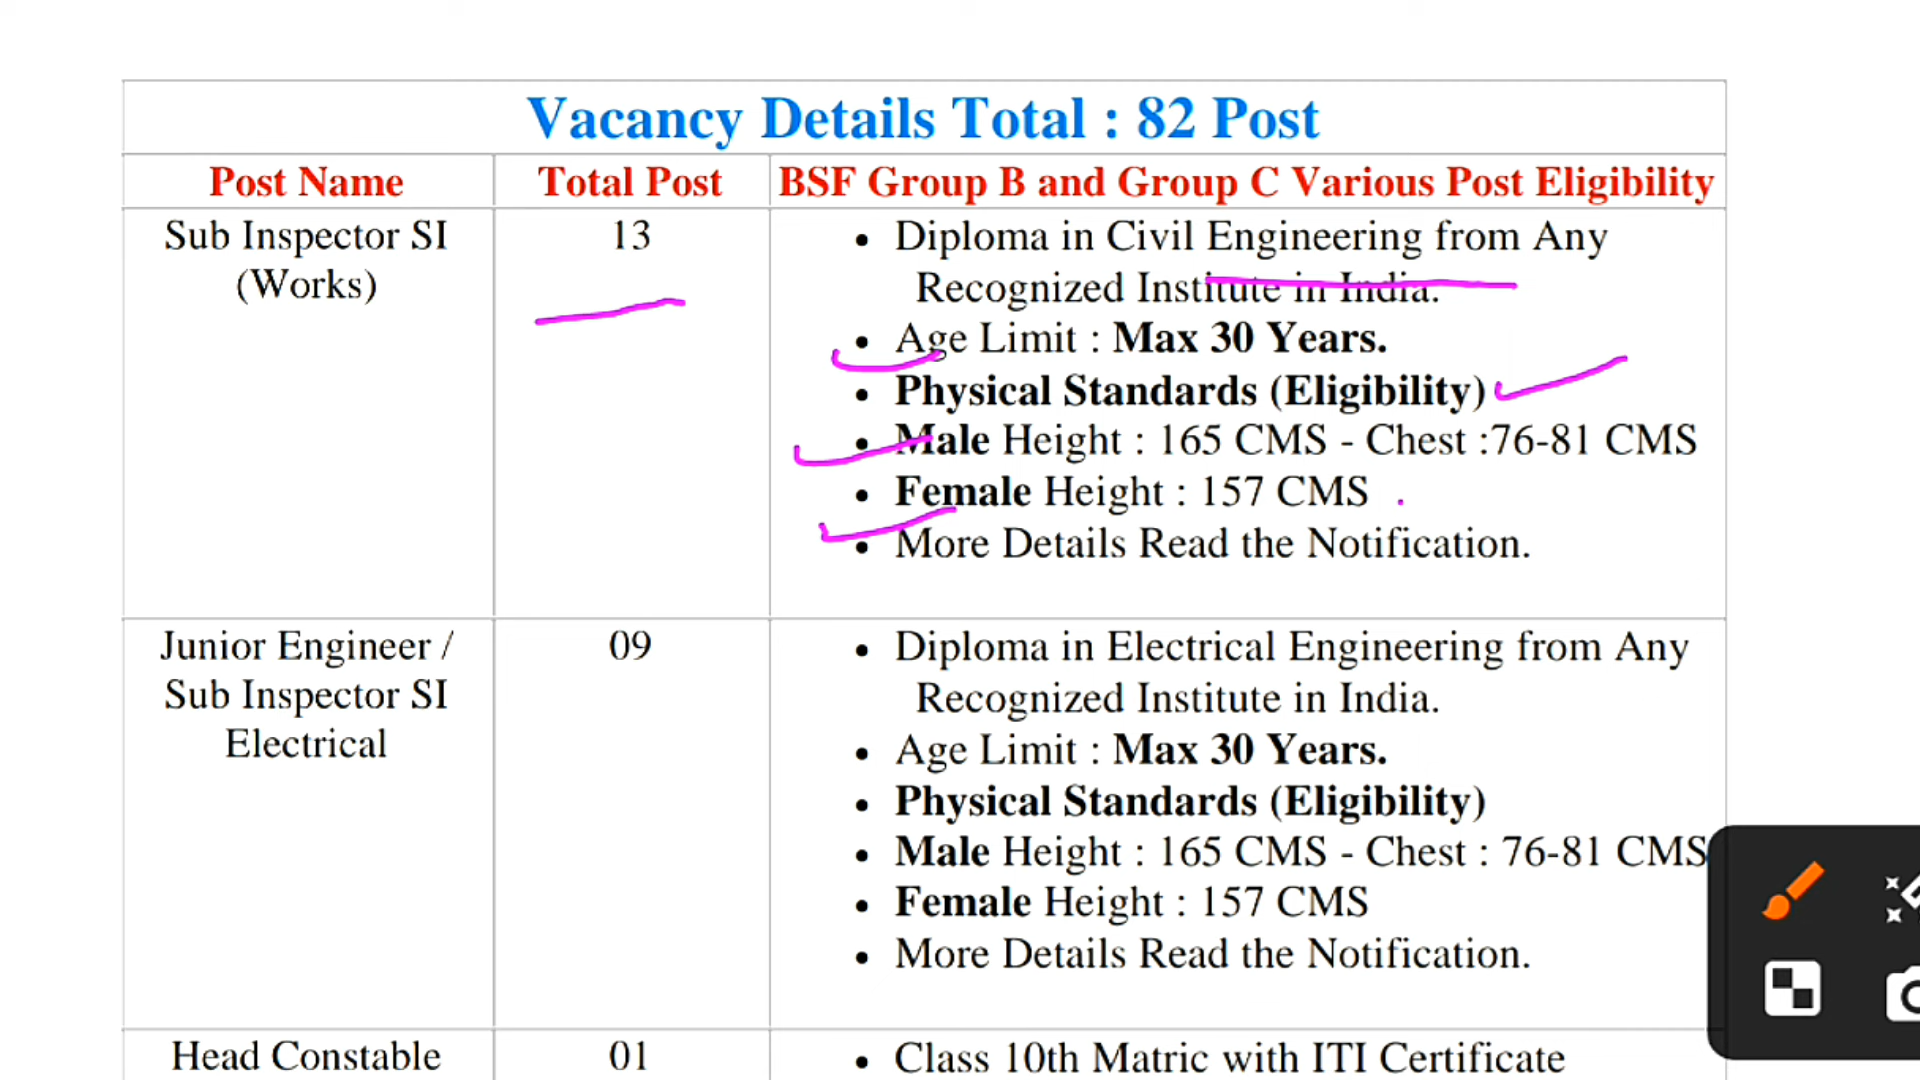 Vacancy Details Total : 82 Post
Post Name
Total Post
BSF Group B and Group C Various Post Eligibility
Sub Inspector SI
(Works)
13
• Diploma in Civil Engineering from Any
Recognized Institute in India.
• Age Limit : Max 30 Years.
• Physical Standards (Eligibility)
• Male Height : 165 CMS - Chest :76-81 CMS
• Female Height : 157 CMS
• More Details Read the Notification.
Junior Engineer /
Sub Inspector SI
Electrical
09
• Diploma in Electrical Engineering from Any
Recognized Institute in India.
• Age Limit : Max 30 Years.
• Physical Standards (Eligibility)
• Male Height : 165 CMS - Chest : 76-81 CMS
• Female Height : 157 CMS
• More Details Read the Notification.
Head Constable
01
• Class 10th Matric with ITI Certificate